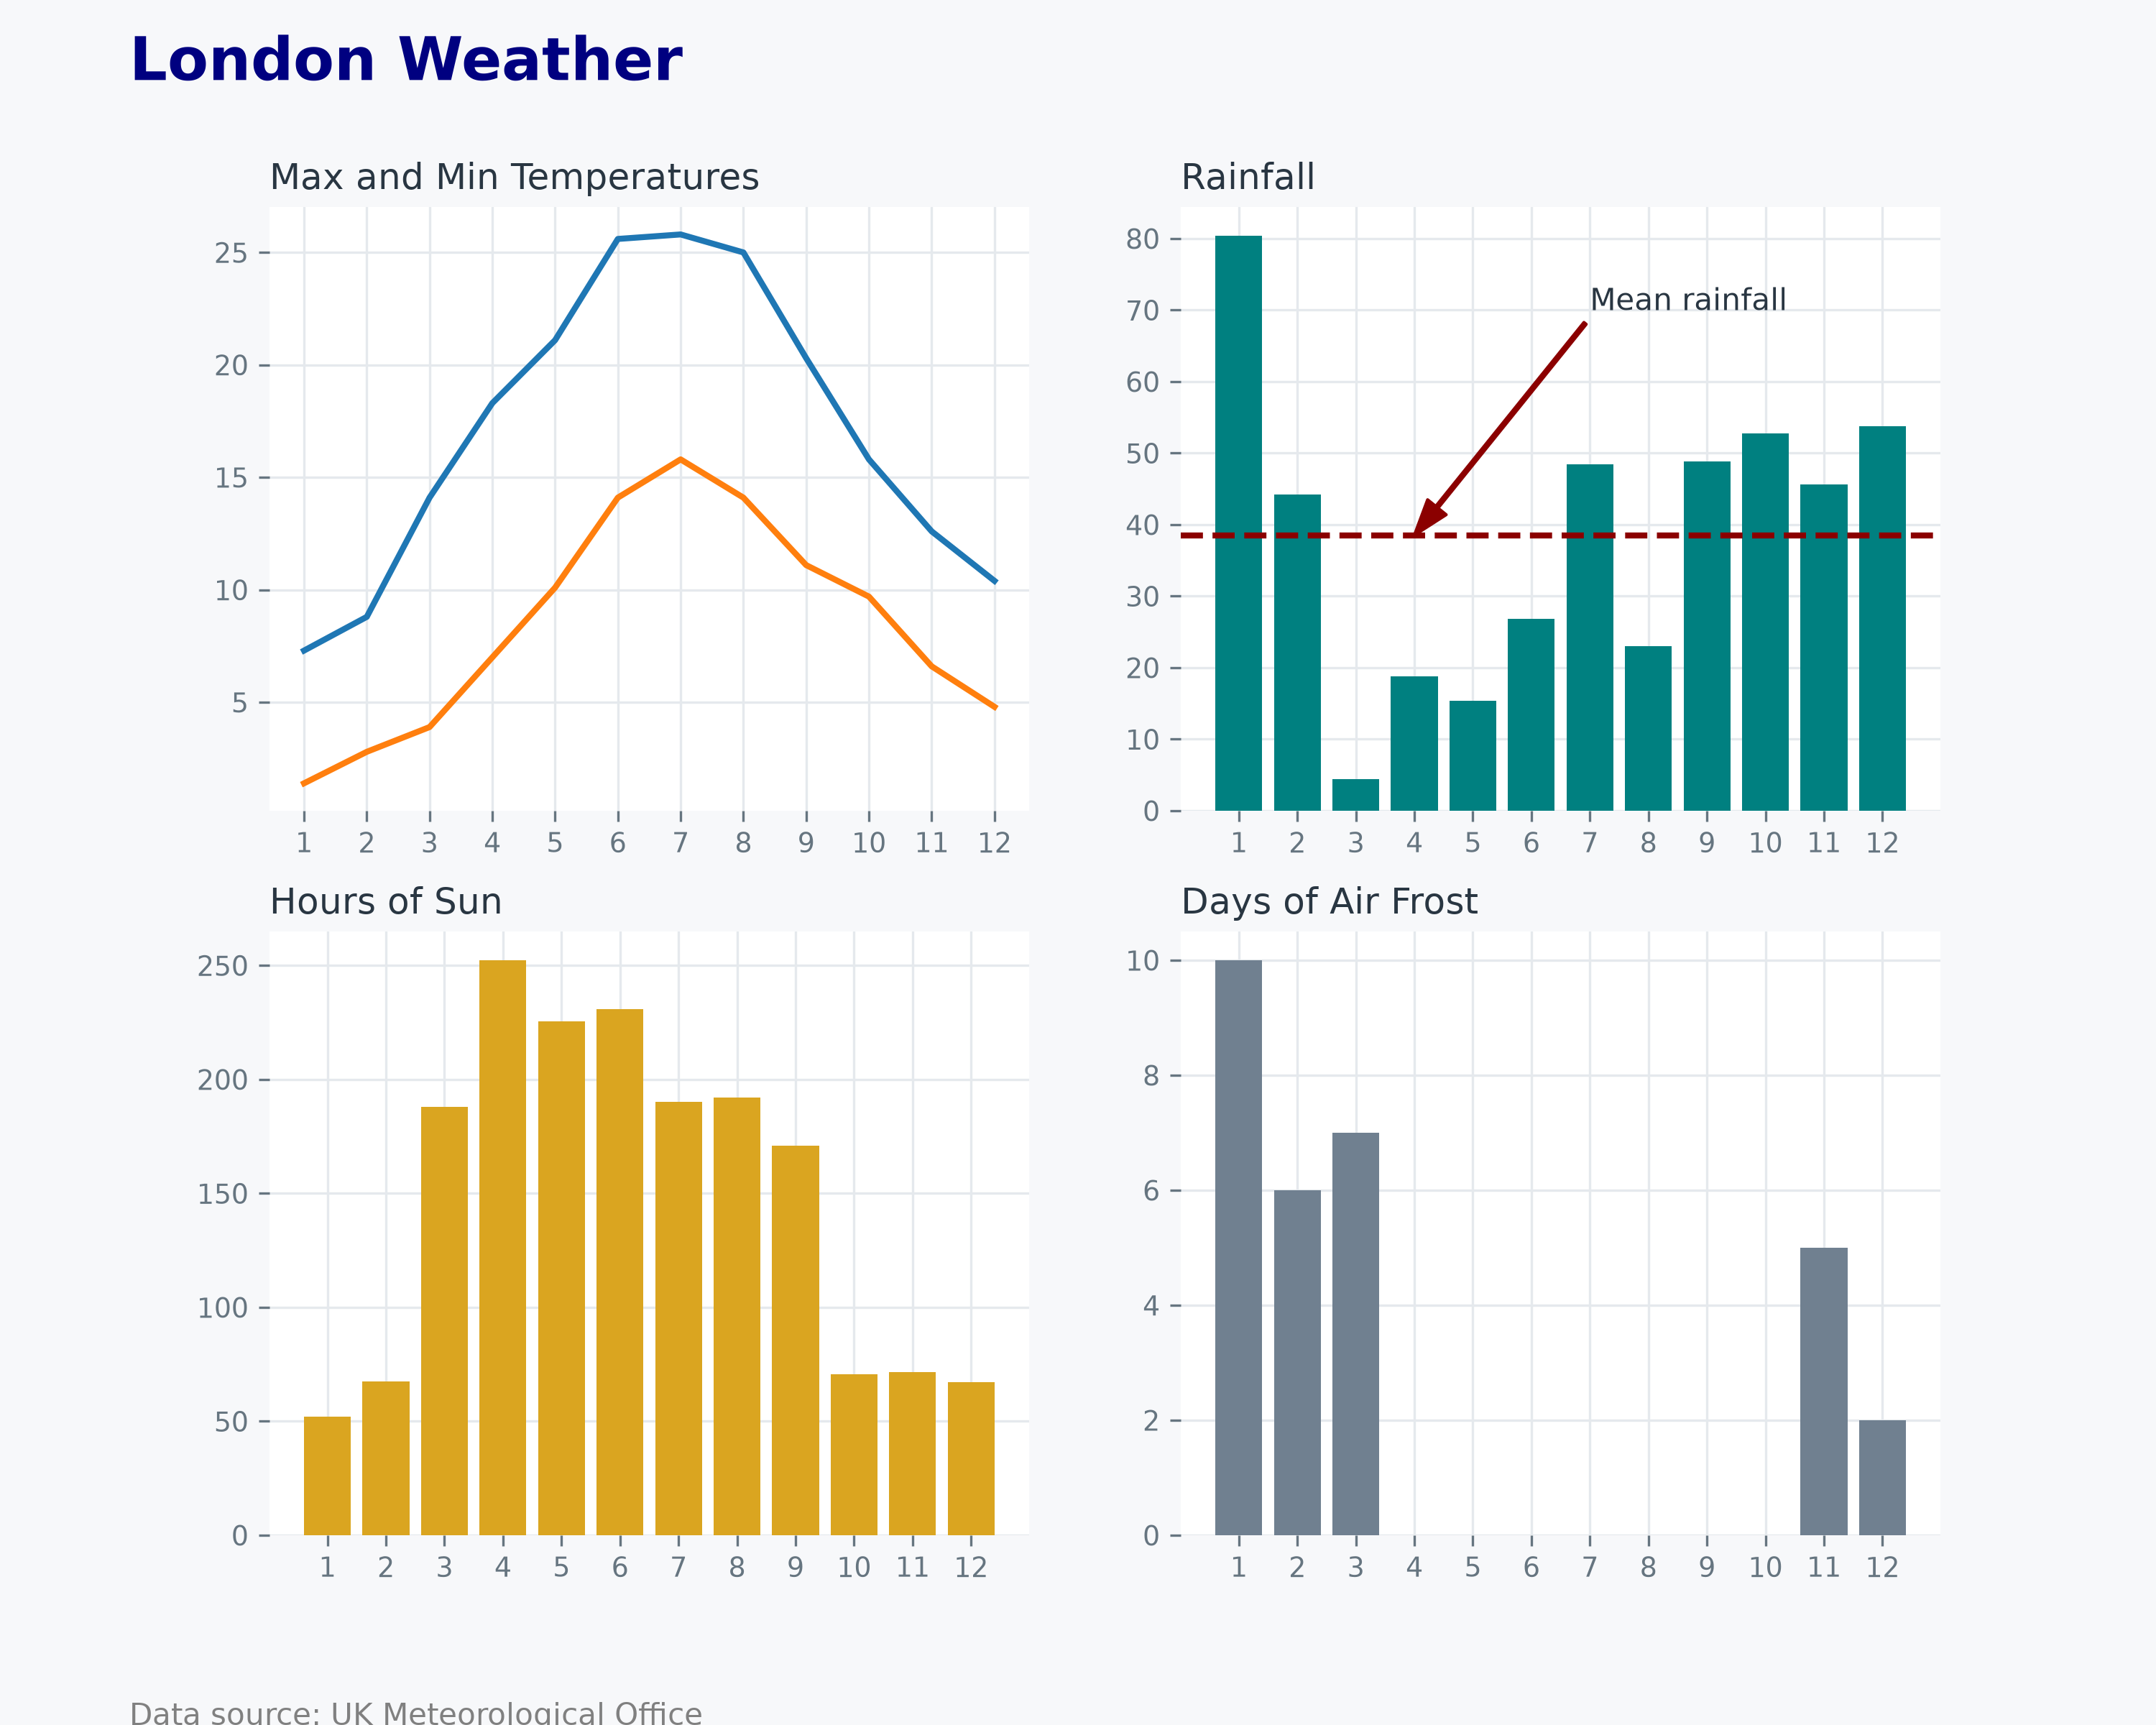 London Weather
Max and Min Temperatures
25
20
15
10
5
1 2 3 4 5 6 7 8 9 10 11 12
Rainfall
80
70
60
50
40
30
20
10
0
Mean rainfall
1 2 3 4 5 6 7 8 9 10 11 12
Hours of Sun
250
200
150
100
50
0
1 2 3 4 5 6 7 8 9 10 11 12
Days of Air Frost
10
8
6
4
2
0
1 2 3 4 5 6 7 8 9 10 11 12
Data source: UK Meteorological Office